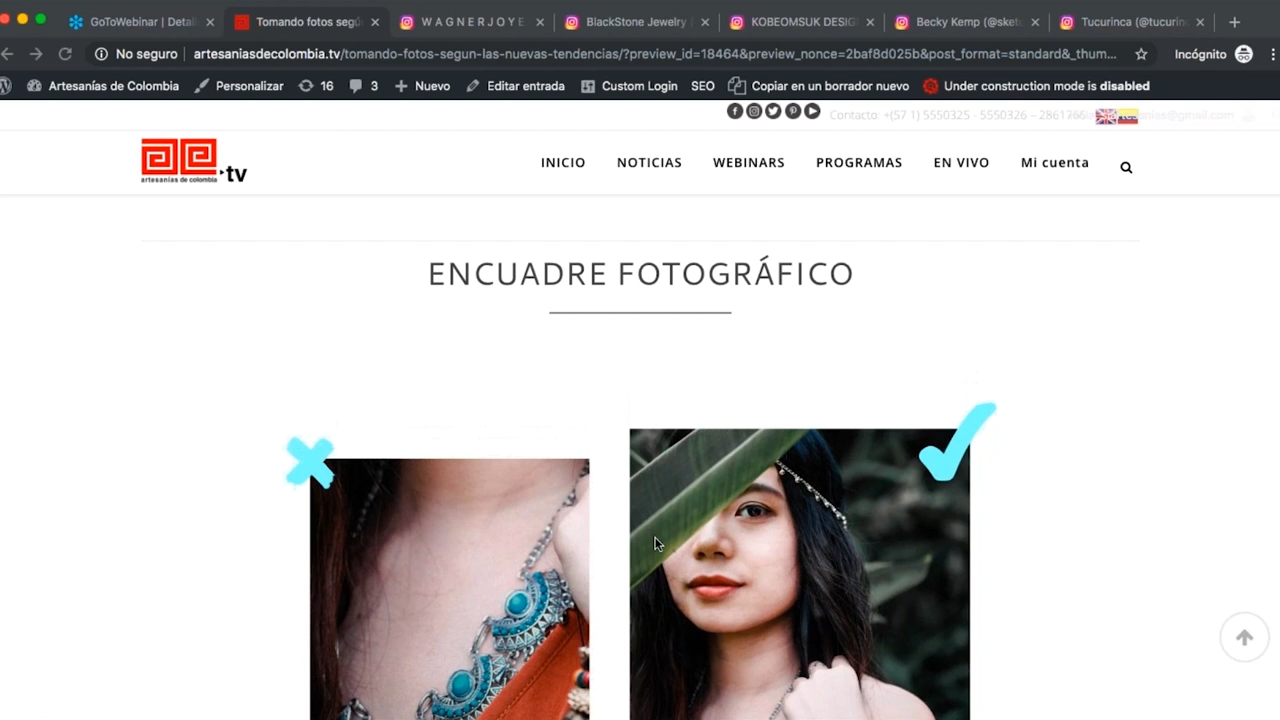 GoToWebinar | Detal
Tomando fotos segú
W A G N E R J O Y E
BlackStone Jewelry
KOBEOMSUK DESIG
Becky Kemp (@sket
Tucurinca (@tucurin
No seguro
artesaniasdecolombia.tv/tomando-fotos-segun-las-nuevas-tendencias/?preview_id=18464&preview_nonce=2baf8d025b&post_format=standard&_thum...
Incógnito
Artesanías de Colombia
Personalizar
16
3
Nuevo
Editar entrada
Custom Login
SEO
Copiar en un borrador nuevo
Under construction mode is disabled
Contacto: +(57 1) 5550325 - 5550326 – 2861766
artesanias de colombia
.tv
INICIO
NOTICIAS
WEBINARS
PROGRAMAS
EN VIVO
Mi cuenta
ENCUADRE FOTOGRÁFICO